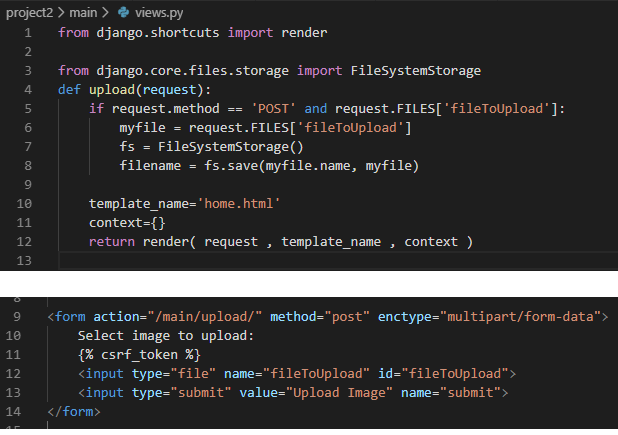 project2 > main > views.py
1 from django.shortcuts import render
2
3 from django.core.files.storage import FileSystemStorage
4 def upload(request):
5     if request.method == 'POST' and request.FILES['fileToUpload']:
6         myfile = request.FILES['fileToUpload']
7         fs = FileSystemStorage()
8         filename = fs.save(myfile.name, myfile)
9
10     template_name='home.html'
11     context={}
12     return render( request , template_name , context )
13
8
9 <form action="/main/upload/" method="post" enctype="multipart/form-data">
10     Select image to upload:
11     {% csrf_token %}
12     <input type="file" name="fileToUpload" id="fileToUpload">
13     <input type="submit" value="Upload Image" name="submit">
14 </form>